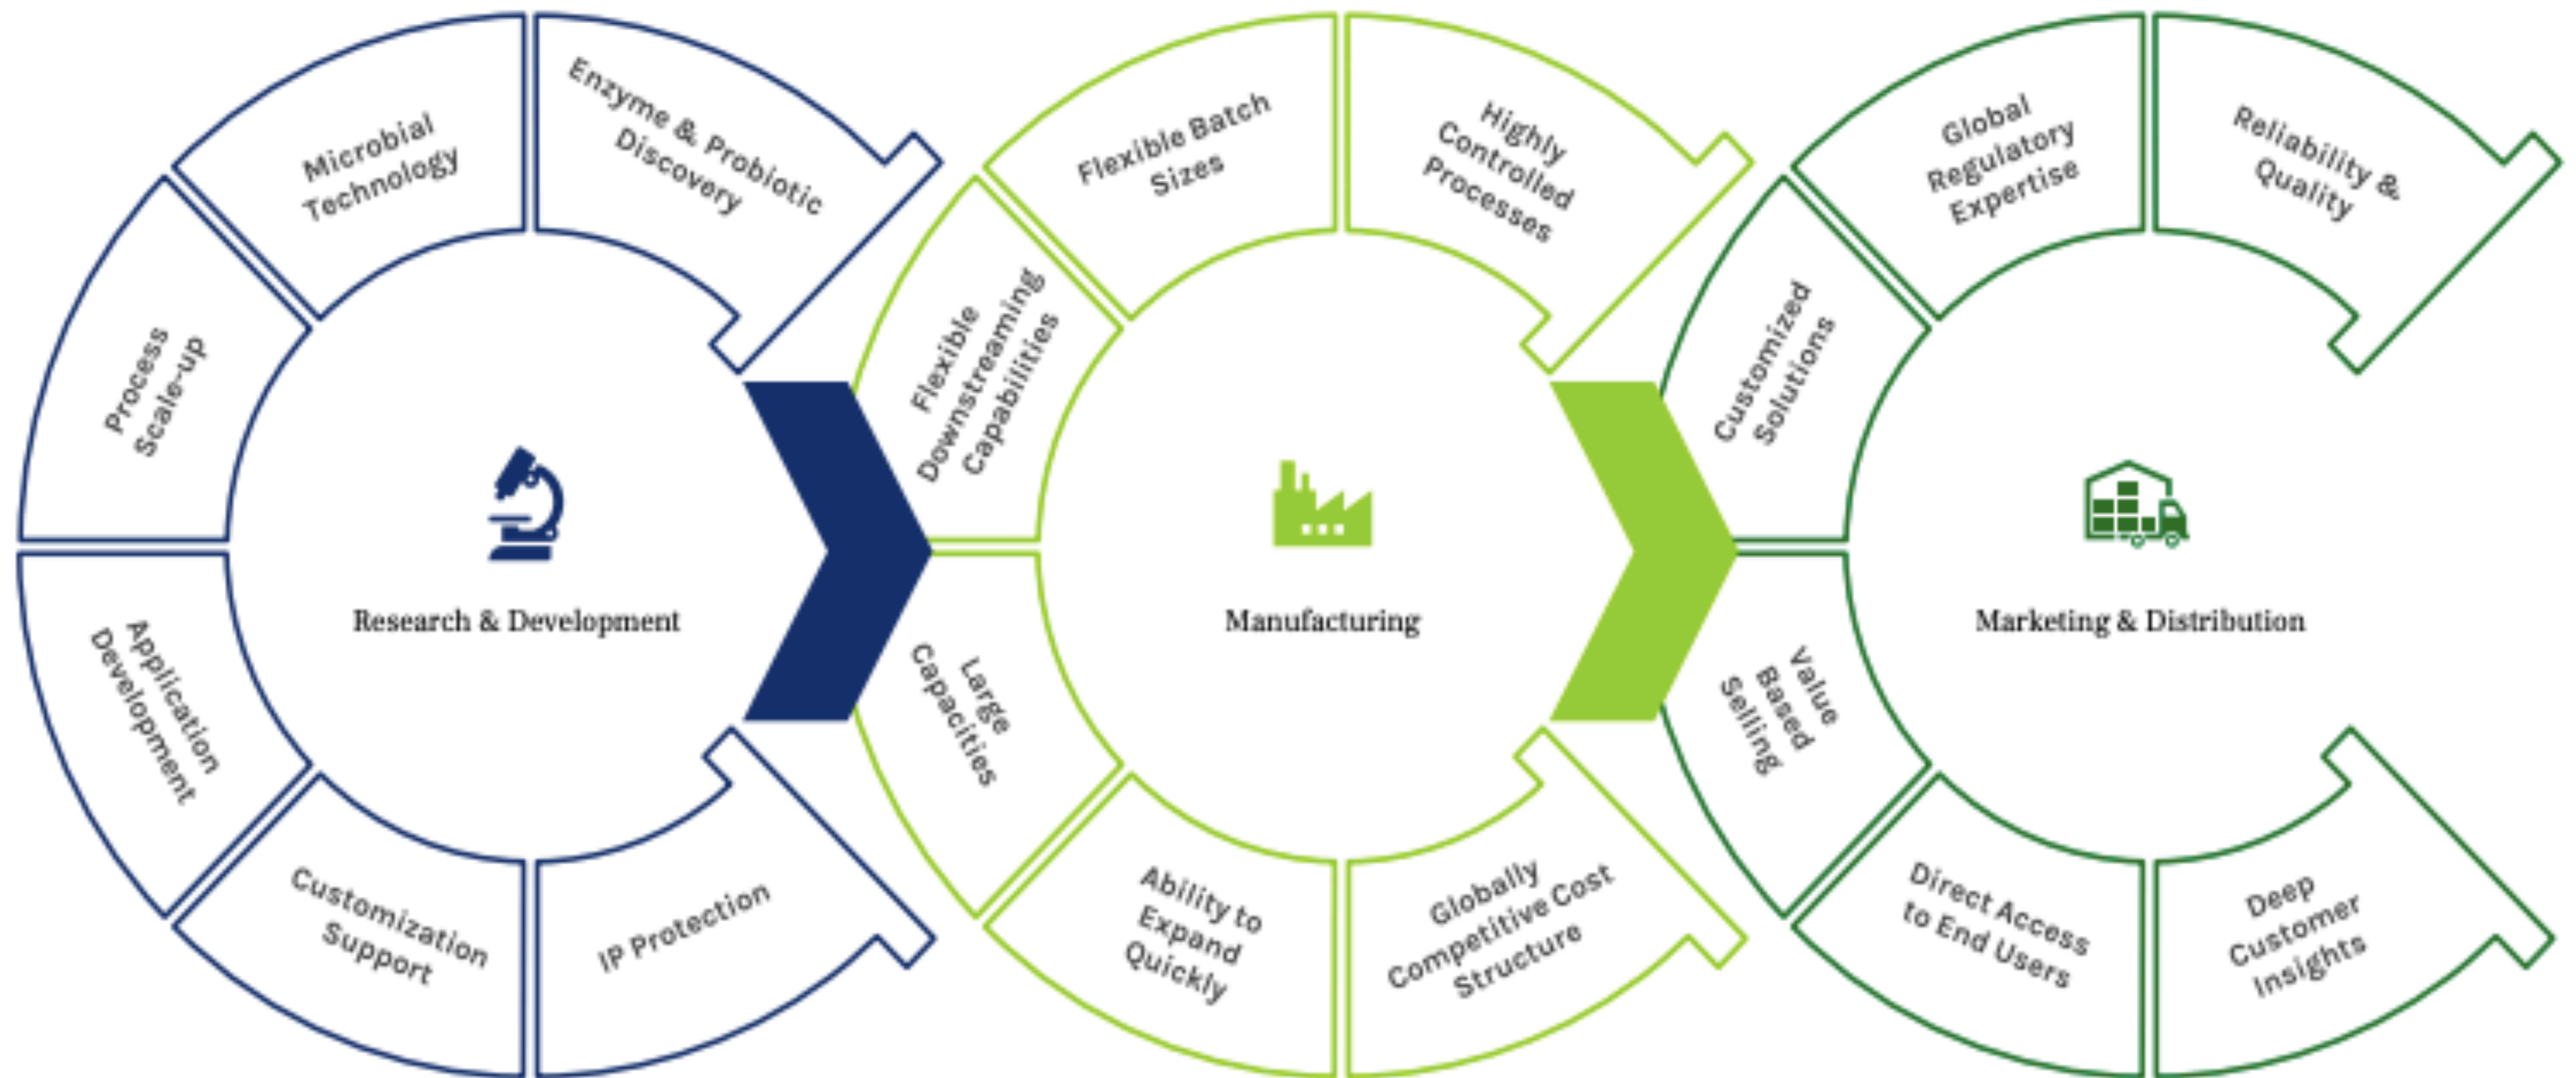 Enzyme & Probiotic
Discovery
Microbial
Technology
Process
Scale-up
Application
Development
Customization
Support
IP Protection
Research & Development
Highly
Controlled
Processes
Flexible Batch
Sizes
Flexible
Downstreaming
Capabilities
Large
Capacities
Ability to
Expand
Quickly
Globally
Competitive Cost
Structure
Manufacturing
Reliability &
Quality
Global
Regulatory
Expertise
Customized
Solutions
Value
Based
Selling
Direct Access
to End Users
Deep
Customer
Insights
Marketing & Distribution